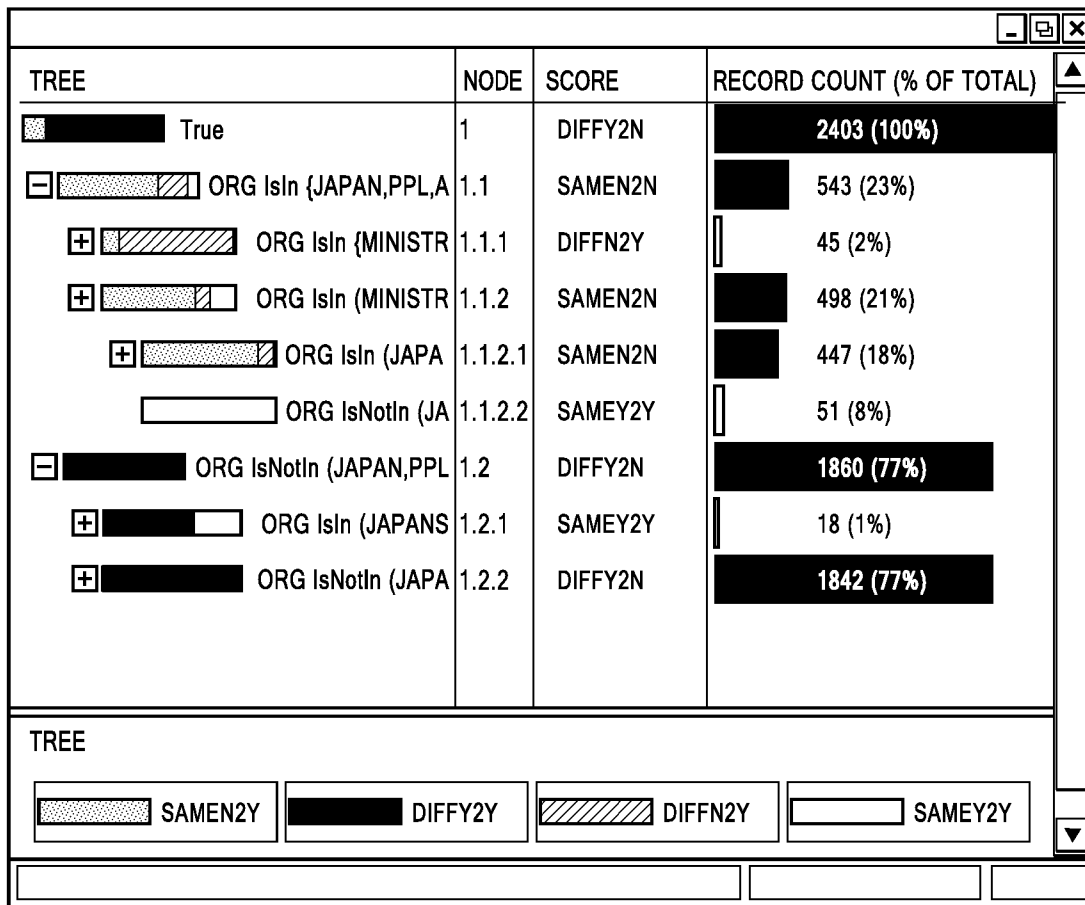 TREE NODE SCORE RECORD COUNT (% OF TOTAL)
True 1 DIFFY2N 2403 (100%)
ORG IsIn {JAPAN,PPL,A 1.1 SAMEN2N 543 (23%)
ORG IsIn {MINISTR 1.1.1 DIFFN2Y 45 (2%)
ORG IsIn (MINISTR 1.1.2 SAMEN2N 498 (21%)
ORG IsIn (JAPA 1.1.2.1 SAMEN2N 447 (18%)
ORG IsNotIn (JA 1.1.2.2 SAMEY2Y 51 (8%)
ORG IsNotIn (JAPAN,PPL 1.2 DIFFY2N 1860 (77%)
ORG IsIn (JAPANS 1.2.1 SAMEY2Y 18 (1%)
ORG IsNotIn (JAPA 1.2.2 DIFFY2N 1842 (77%)
TREE
SAMEN2Y DIFFY2Y DIFFN2Y SAMEY2Y